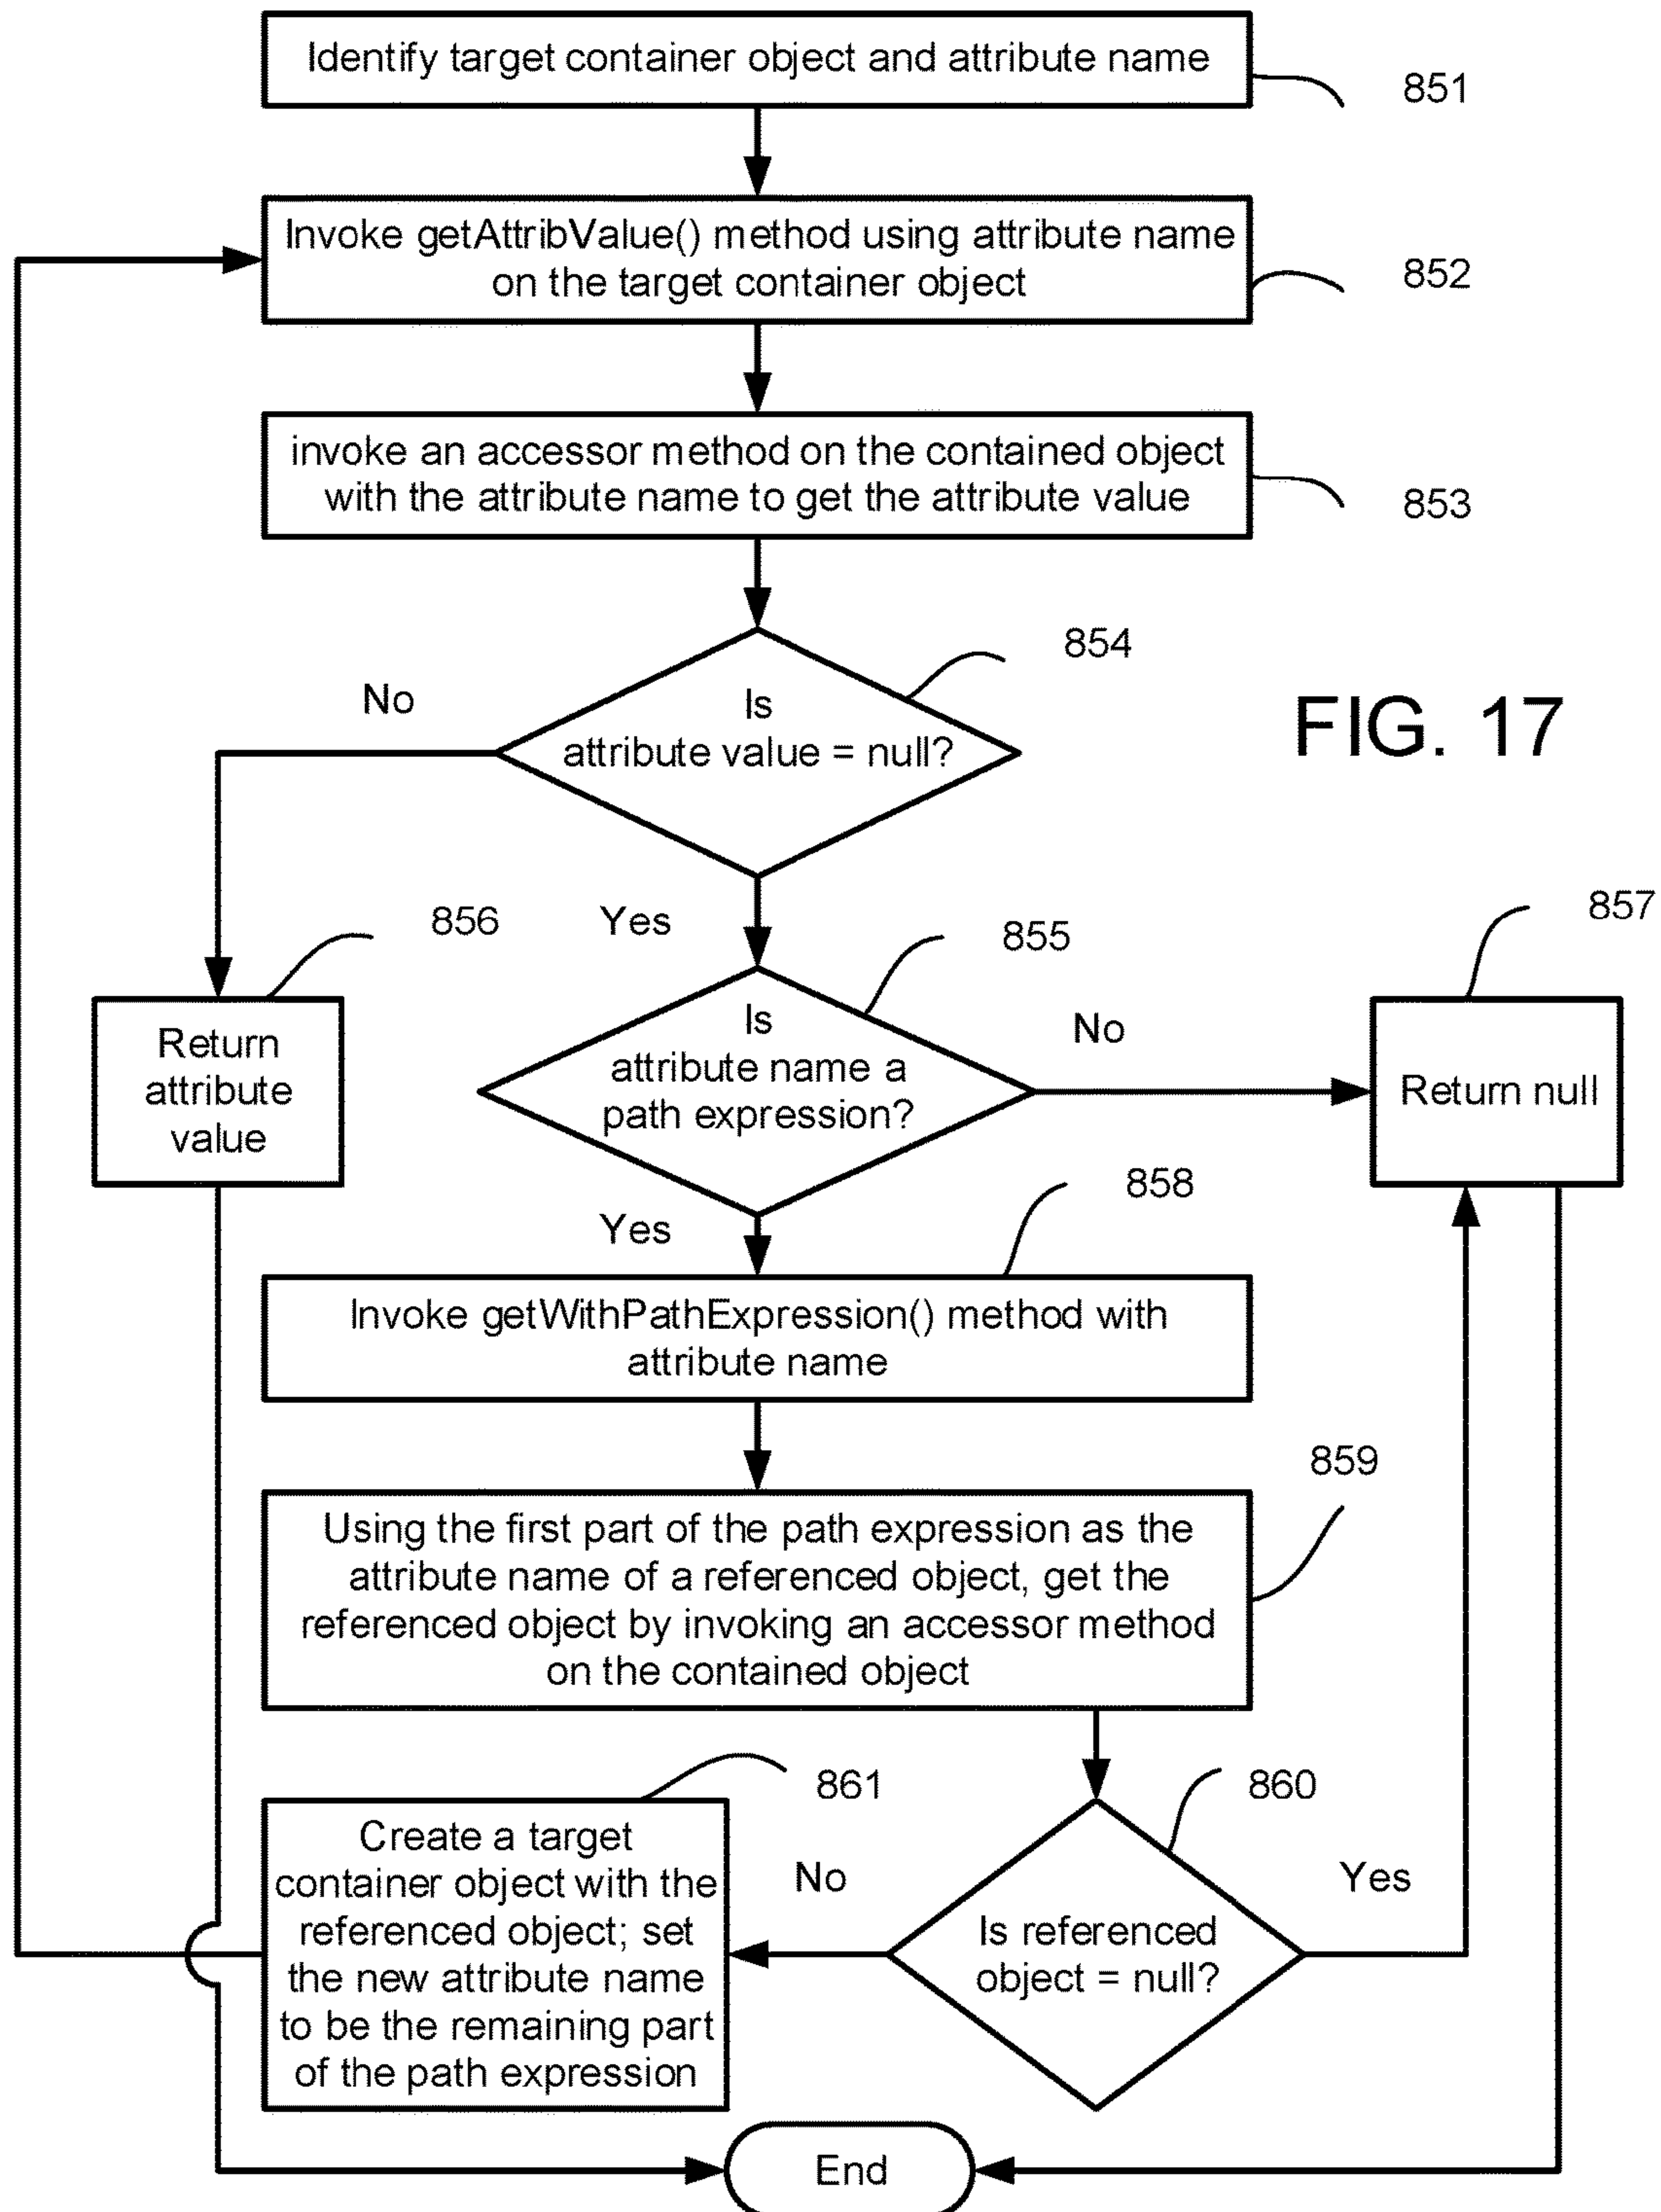 Identify target container object and attribute name
851
Invoke getAttribValue() method using attribute name
on the target container object
852
invoke an accessor method on the contained object
with the attribute name to get the attribute value
853
854
No
Is
attribute value = null?
FIG. 17
856
Yes
855
857
Return
attribute
value
Is
attribute name a
path expression?
No
Return null
858
Yes
Invoke getWithPathExpression() method with
attribute name
859
Using the first part of the path expression as the
attribute name of a referenced object, get the
referenced object by invoking an accessor method
on the contained object
861
860
Create a target
container object with the
referenced object; set
the new attribute name
to be the remaining part
of the path expression
No
Is referenced
object = null?
Yes
End